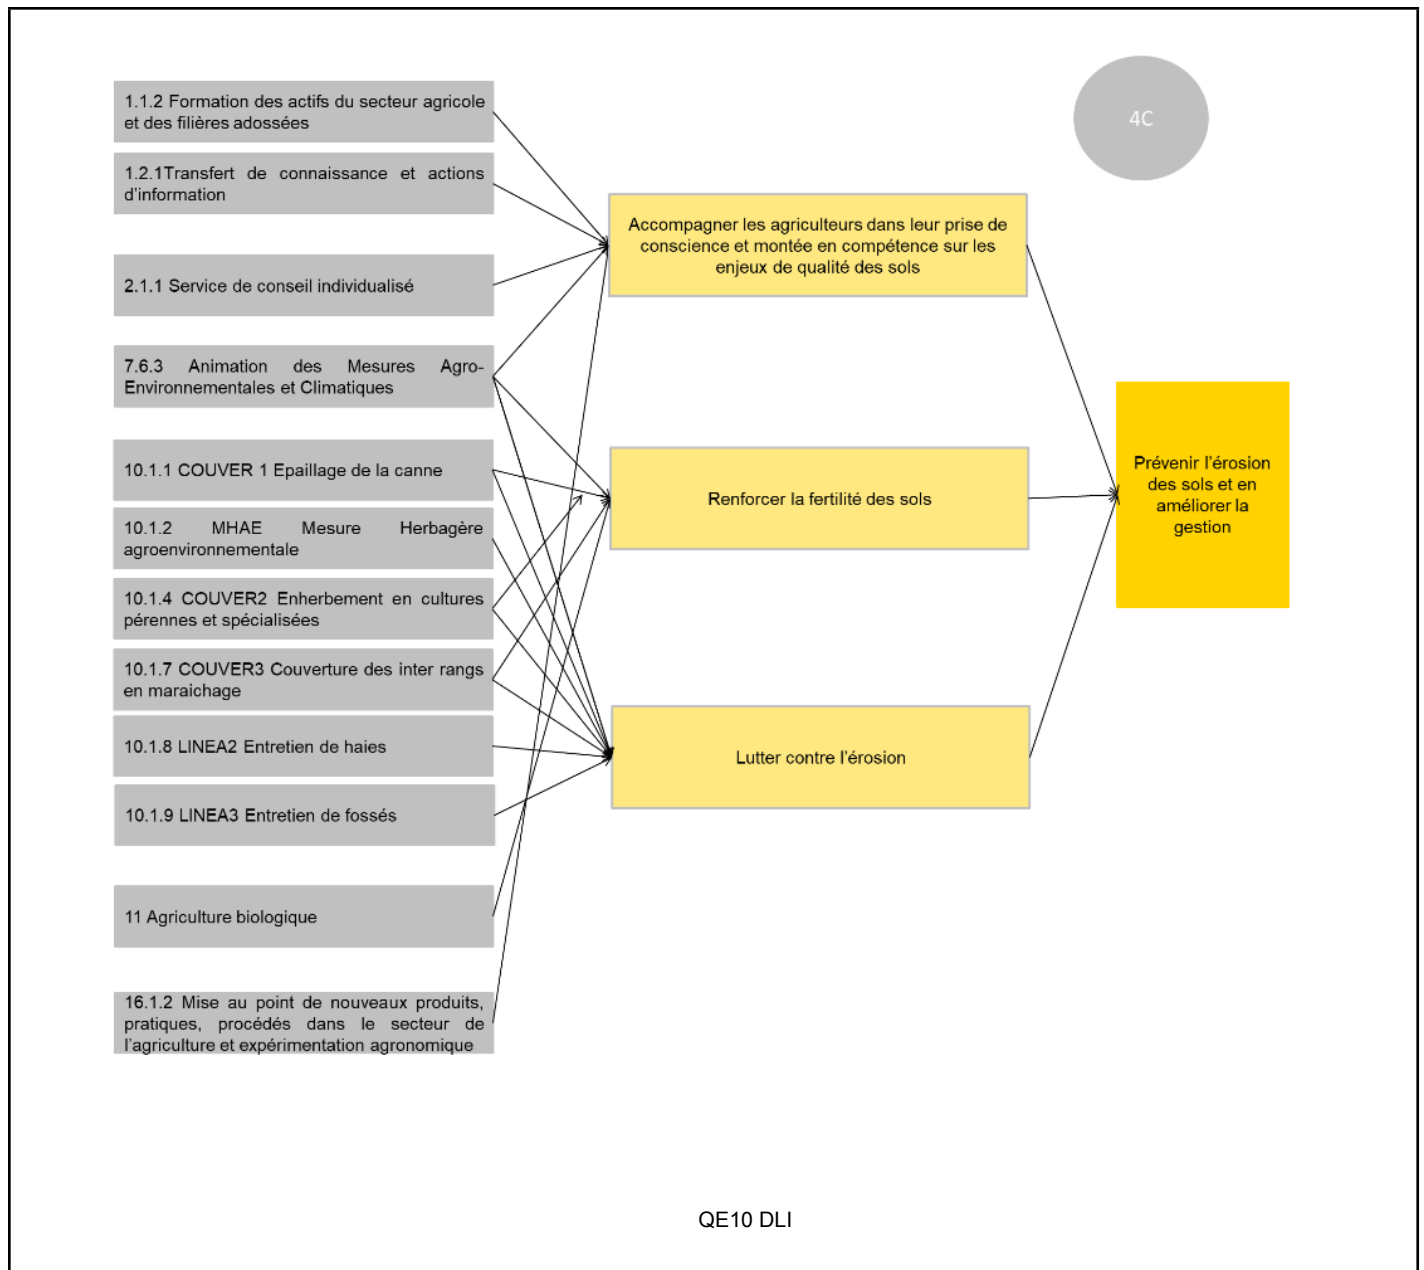 1.1.2 Formation des actifs du secteur agricole
et des filières adossées
4C
1.2.1Transfert de connaissance et actions
d'information
Accompagner les agriculteurs dans leur prise de
conscience et montée en compétence sur les
enjeux de qualité des sols
2.1.1 Service de conseil individualisé
7.6.3 Animation des Mesures Agro-
Environnementales et Climatiques
10.1.1 COUVER 1 Epaillage de la canne
Renforcer la fertilité des sols
Prévenir l'érosion
des sols et en
améliorer la
gestion
10.1.2 MHAE Mesure Herbagère
agroenvironnementale
10.1.4 COUVER2 Enherbement en cultures
pérennes et spécialisées
10.1.7 COUVER3 Couverture des inter rangs
en maraichage
10.1.8 LINEA2 Entretien de haies
Lutter contre l'érosion
10.1.9 LINEA3 Entretien de fossés
11 Agriculture biologique
16.1.2 Mise au point de nouveaux produits,
pratiques, procédés dans le secteur de
l'agriculture et expérimentation agronomique
QE10 DLI